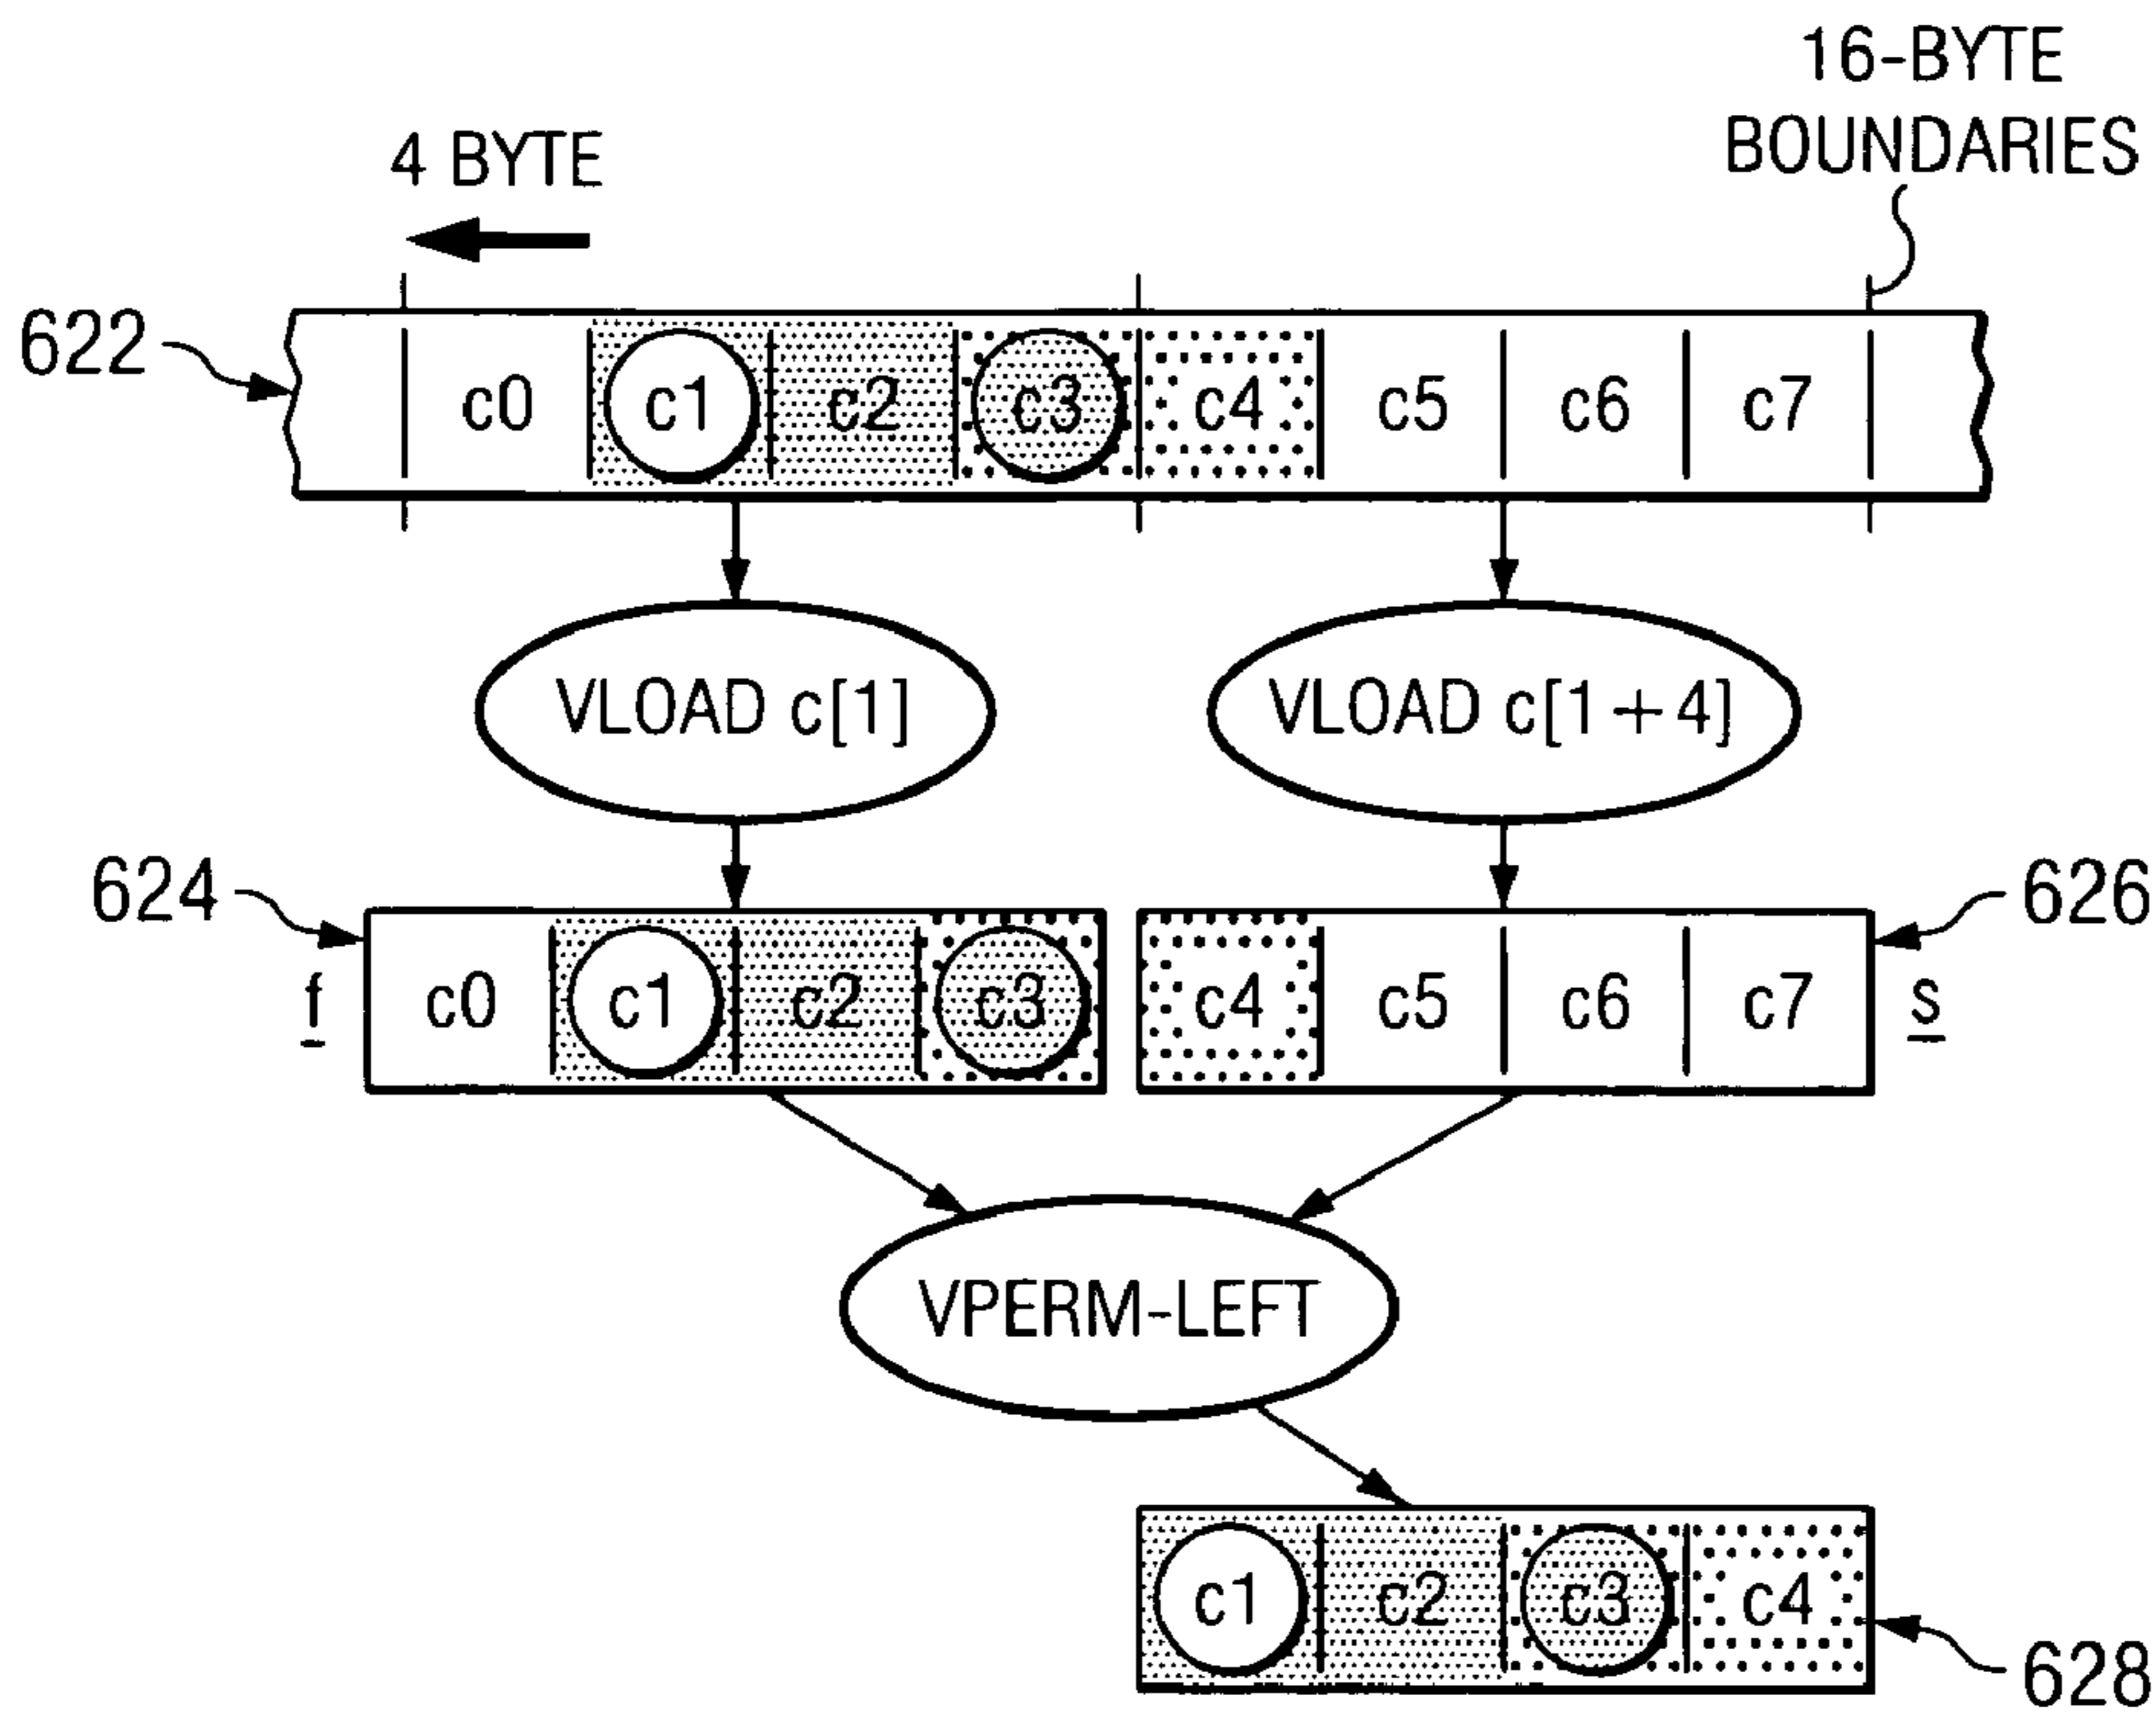 16-BYTE
BOUNDARIES
4 BYTE
622
c0 c1 c2 c3 c4 c5 c6 c7
VLOAD c[1]
VLOAD c[1+4]
624
626
f
c0 c1 c2 c3
c4 c5 c6 c7
s
VPERM-LEFT
c1 c2 c3 c4
628